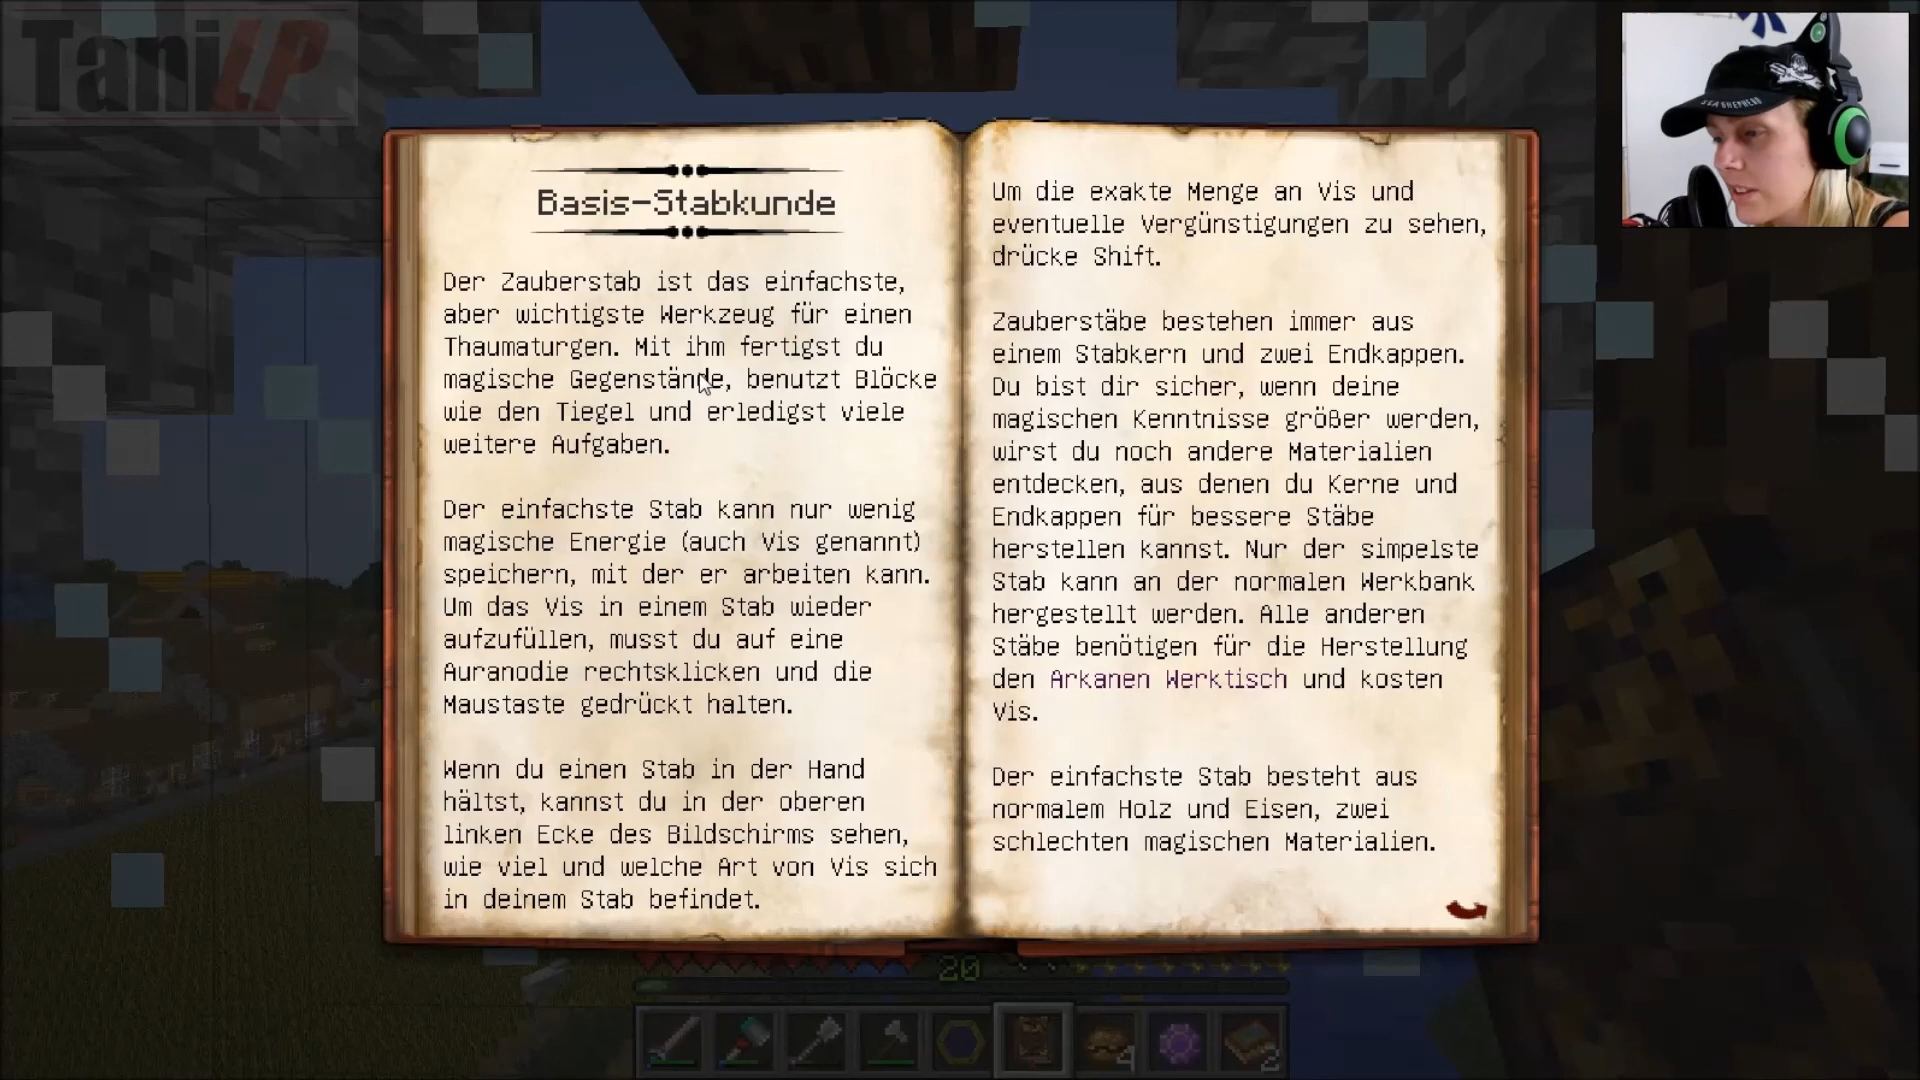 TaniLP
Basis-Stabkunde
Der Zauberstab ist das einfachste,
aber wichtigste Werkzeug für einen
Thaumaturgen. Mit ihm fertigst du
magische Gegenstände, benutzt Blöcke
wie den Tiegel und erledigst viele
weitere Aufgaben.
Der einfachste Stab kann nur wenig
magische Energie (auch Vis genannt)
speichern, mit der er arbeiten kann.
Um das Vis in einem Stab wieder
aufzufüllen, musst du auf eine
Auranodie rechtsklicken und die
Maustaste gedrückt halten.
Wenn du einen Stab in der Hand
hältst, kannst du in der oberen
linken Ecke des Bildschirms sehen,
wie viel und welche Art von Vis sich
in deinem Stab befindet.
Um die exakte Menge an Vis und
eventuelle Vergünstigungen zu sehen,
drücke Shift.
Zauberstäbe bestehen immer aus
einem Stabkern und zwei Endkappen.
Du bist dir sicher, wenn deine
magischen Kenntnisse größer werden,
wirst du noch andere Materialien
entdecken, aus denen du Kerne und
Endkappen für bessere Stäbe
herstellen kannst. Nur der simpelste
Stab kann an der normalen Werkbank
hergestellt werden. Alle anderen
Stäbe benötigen für die Herstellung
den Arkanen Werktisch und kosten
Vis.
Der einfachste Stab besteht aus
normalem Holz und Eisen, zwei
schlechten magischen Materialien.
20
4
2